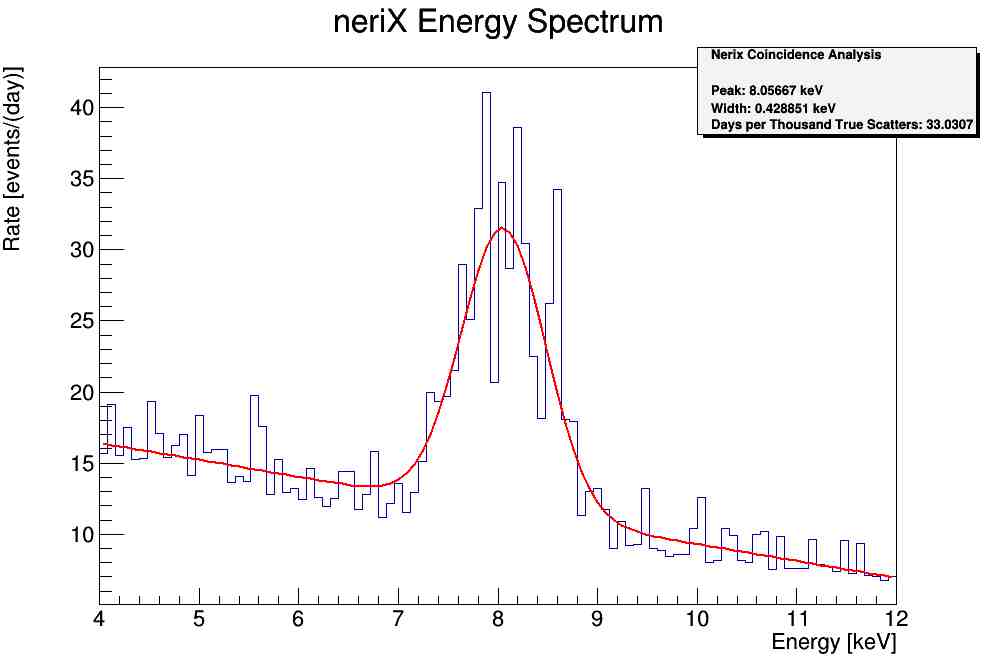 neriX Energy Spectrum
Nerix Coincidence Analysis
Peak: 8.05667 keV
Width: 0.428851 keV
Days per Thousand True Scatters: 33.0307
Rate [events/(day)]
40
35
30
25
20
15
10
4 5 6 7 8 9 10 11 12
Energy [keV]